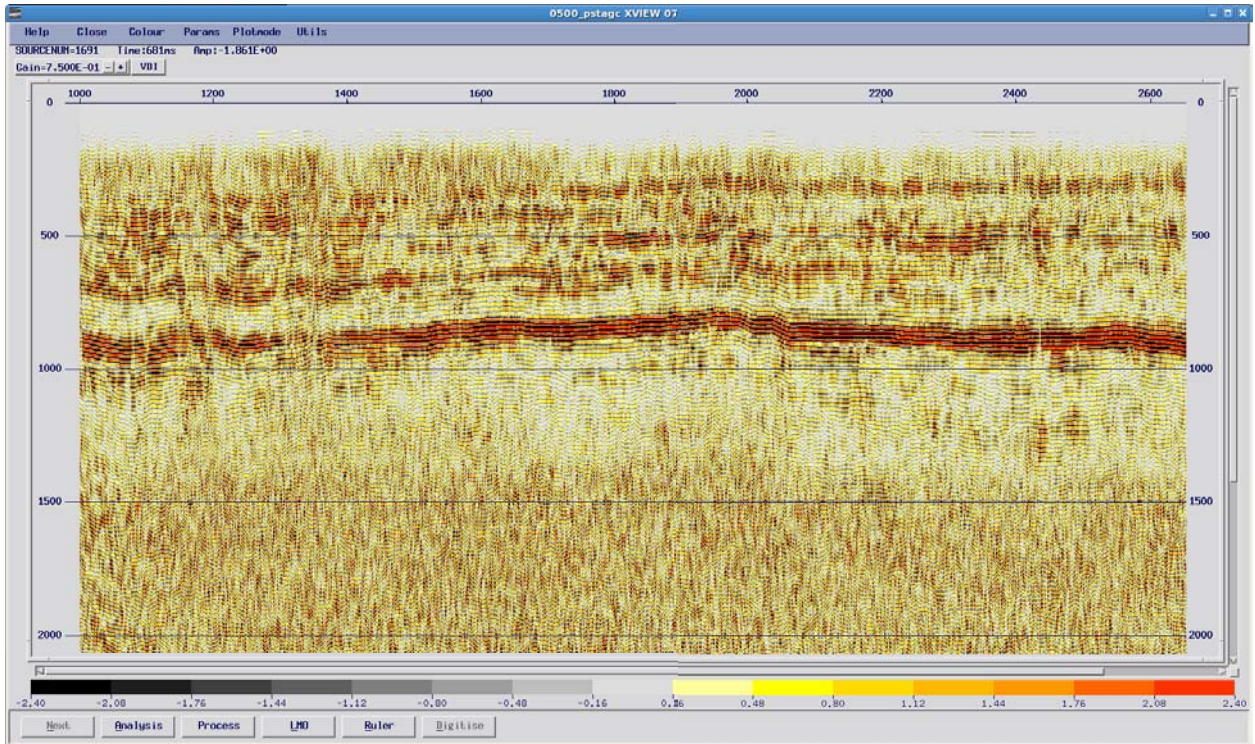 0500_pstagc XVIEW 07
Help Close Colour Params Plotmode Utils
SOURCENUM=1691 Time:681ms Amp:-1.861E+00
Gain=7.500E-01 - + VDI
1000 1200 1400 1600 1800 2000 2200 2400 2600
0 0
500 500
1000 1000
1500 1500
2000 2000
-2.40 -2.08 -1.76 -1.44 -1.12 -0.80 -0.48 -0.16 0.16 0.48 0.80 1.12 1.44 1.76 2.08 2.40
Next Analysis Process LMO Ruler Digitise